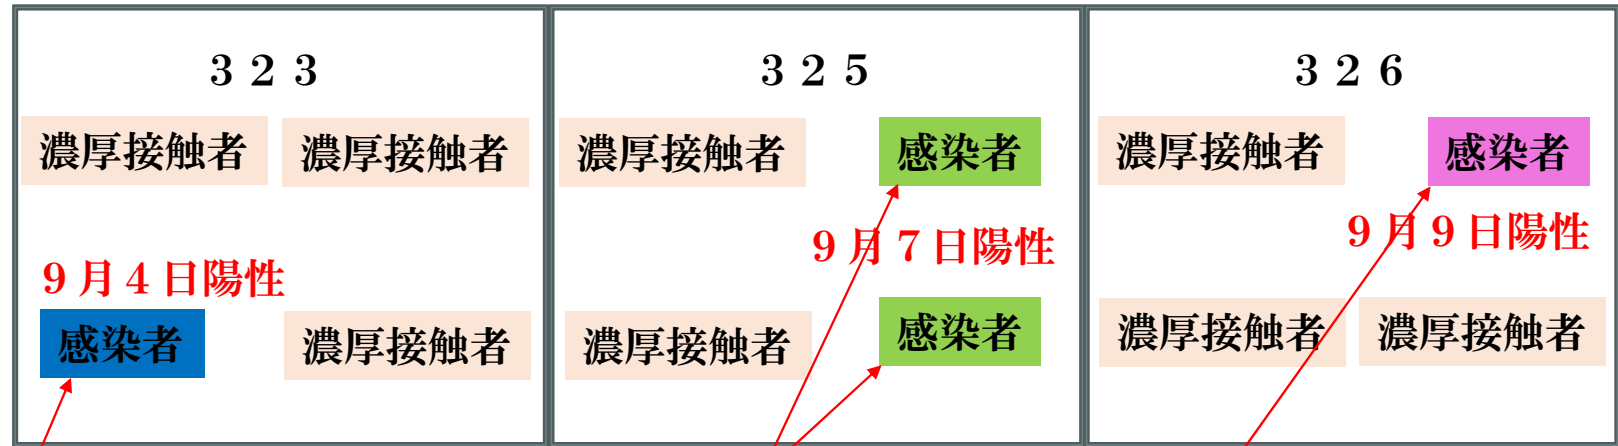 ３２３
濃厚接触者
濃厚接触者
９月４日陽性
感染者
濃厚接触者
３２５
濃厚接触者
感染者
９月７日陽性
濃厚接触者
感染者
３２６
濃厚接触者
感染者
９月９日陽性
濃厚接触者
濃厚接触者